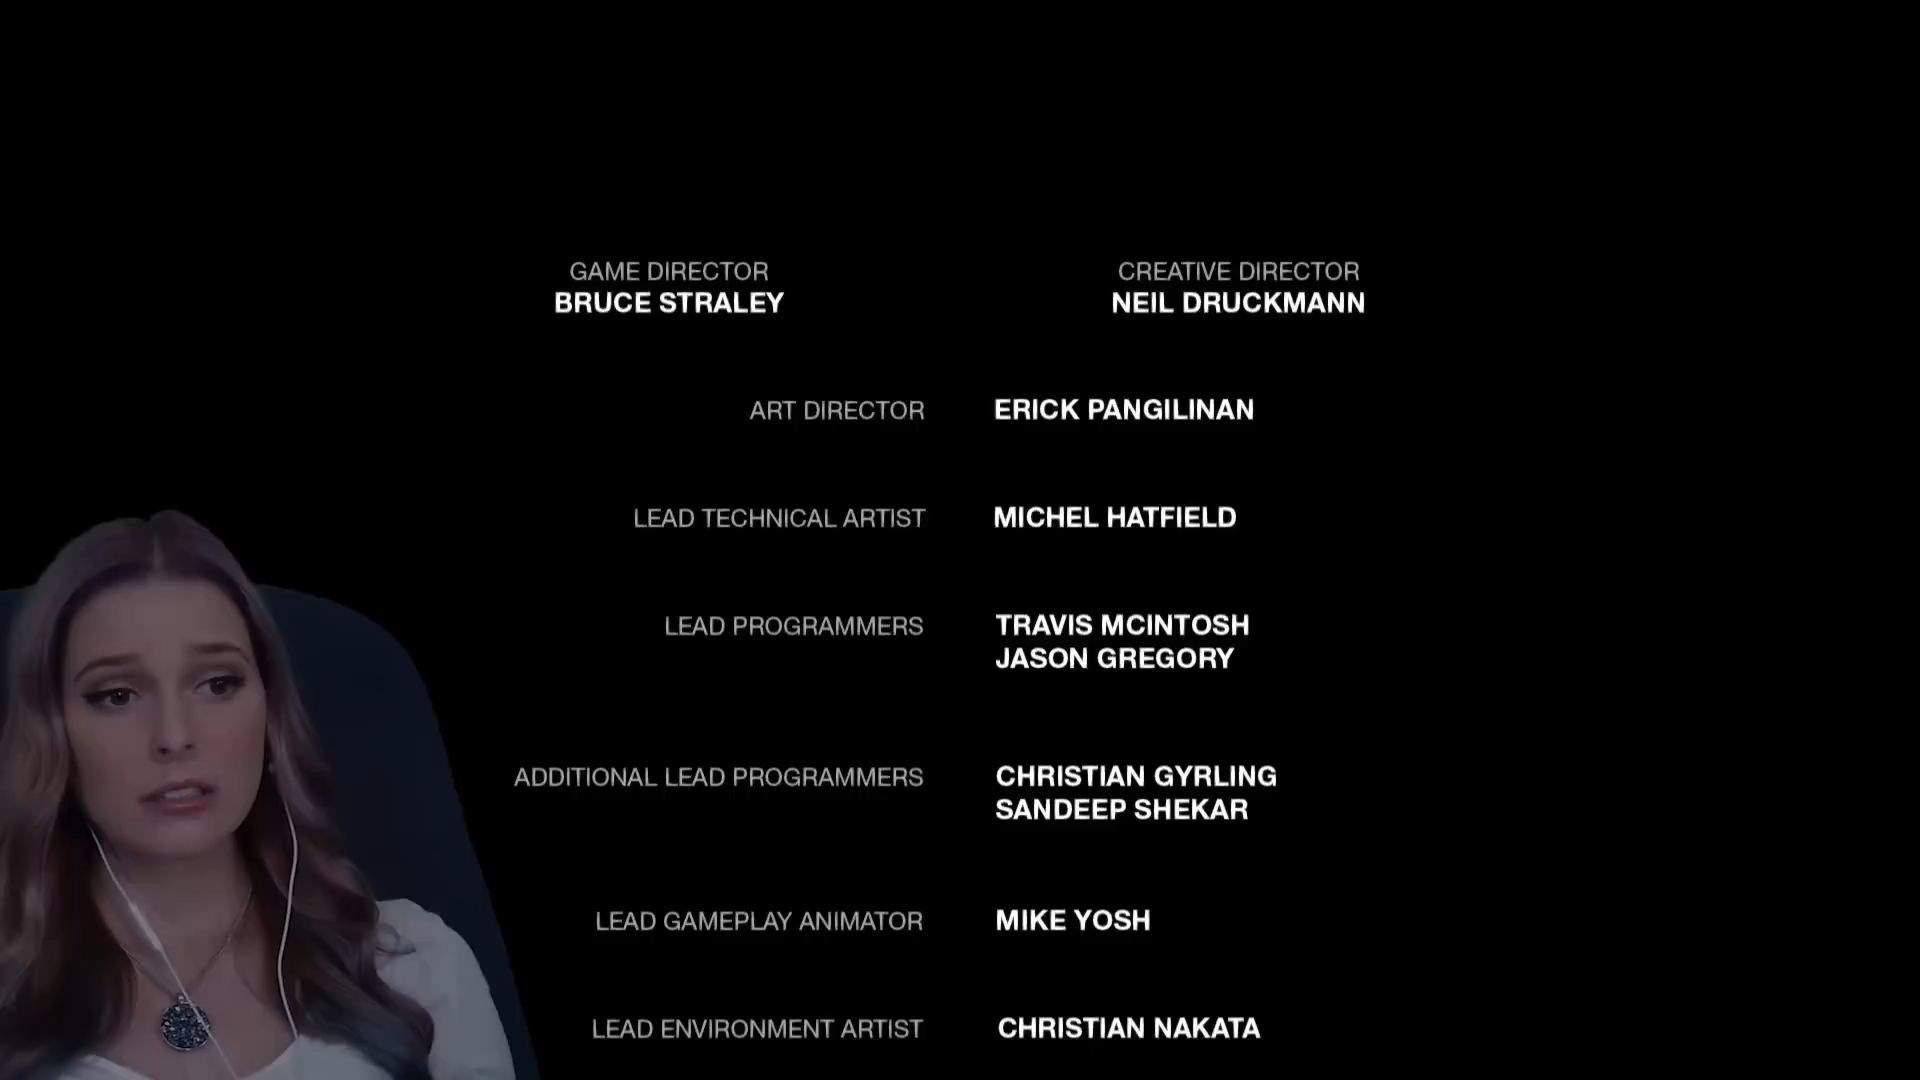 GAME DIRECTOR
BRUCE STRALEY
CREATIVE DIRECTOR
NEIL DRUCKMANN
ART DIRECTOR
ERICK PANGILINAN
LEAD TECHNICAL ARTIST
MICHEL HATFIELD
LEAD PROGRAMMERS
TRAVIS MCINTOSH
JASON GREGORY
ADDITIONAL LEAD PROGRAMMERS
CHRISTIAN GYRLING
SANDEEP SHEKAR
LEAD GAMEPLAY ANIMATOR
MIKE YOSH
LEAD ENVIRONMENT ARTIST
CHRISTIAN NAKATA